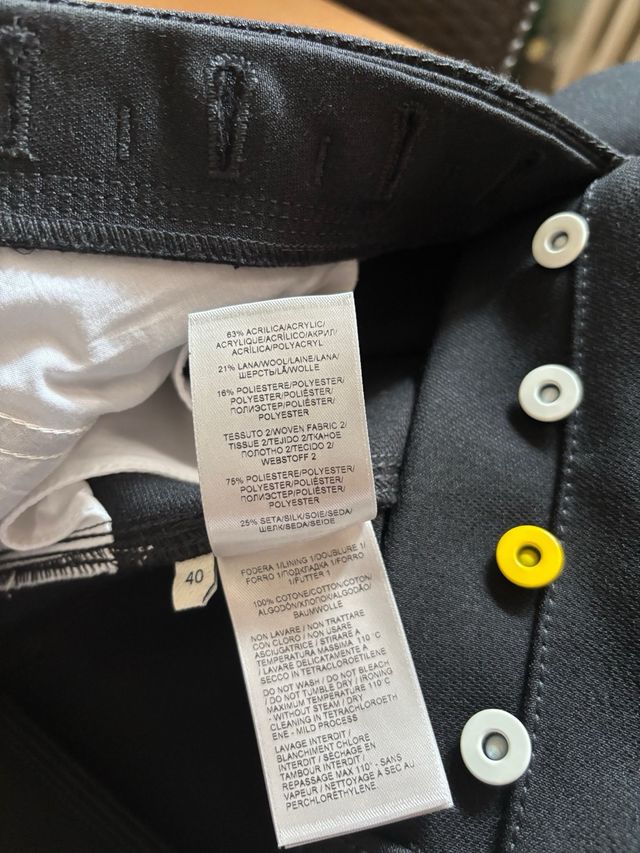 63% ACRILICA/ACRYLIC/
ACRYLIQUE/ACRÍLICO/АКРИЛ/
ACRÍLICA/POLYACRYL
21% LANA/WOOL/LAINE/LANA/
ШЕРСТЬ/LÃ/WOLLE
16% POLIESTERE/POLYESTER/
POLYESTER/POLIÉSTER/
ПОЛИЭСТЕР/POLIÉSTER/
POLYESTER
TESSUTO 2/WOVEN FABRIC 2/
TISSUE 2/TEJIDO 2/ТКАНОЕ
ПОЛОТНО 2/TECIDO 2/
WEBSTOFF 2
75% POLIESTERE/POLYESTER/
POLYESTER/POLIÉSTER/
ПОЛИЭСТЕР/POLIÉSTER/
POLYESTER
25% SETA/SILK/SOIE/SEDA/
ШЕЛК/SEDA/SEIDE
40
FODERA 1/LINING 1/DOUBLURE 1/
FORRO 1/ПОДКЛАДКА 1/FORRO
1/FUTTER 1
100% COTONE/COTTON/COTON/
ALGODÓN/ХЛОПОК/ALGODÃO/
BAUMWOLLE
NON LAVARE / NON TRATTARE
CON CLORO / NON USARE
ASCIUGATRICE / STIRARE A
TEMPERATURA MASSIMA 110 °C
/ LAVARE DELICATAMENTE A
SECCO IN TETRACLOROETILENE
DO NOT WASH / DO NOT BLEACH
/ DO NOT TUMBLE DRY / IRONING
MAXIMUM TEMPERATURE 110°C
- WITHOUT STEAM / DRY
CLEANING IN TETRACHLOROETH
ENE - MILD PROCESS
LAVAGE INTERDIT /
BLANCHIMENT CHLORE
INTERDIT / SÉCHAGE EN
TAMBOUR INTERDIT /
REPASSAGE MAX 110° - SANS
VAPEUR / NETTOYAGE A SEC AU
PERCHLORÉTHYLÈNE.